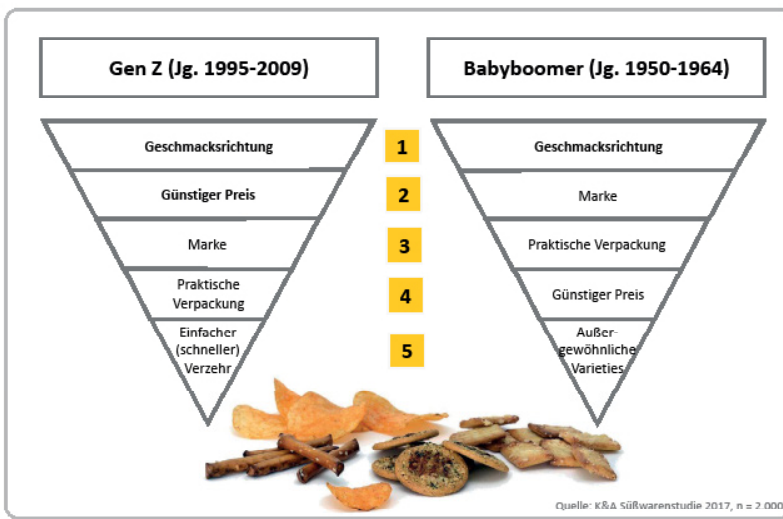 Gen Z (Jg. 1995-2009)
Geschmacksrichtung
Günstiger Preis
Marke
Praktische
Verpackung
Einfacher
(schneller)
Verzehr
1
2
3
4
5
Babyboomer (Jg. 1950-1964)
Geschmacksrichtung
Marke
Praktische Verpackung
Günstiger Preis
Außer-
gewöhnliche
Varieties
Quelle: K&A Süßwarenstudie 2017, n = 2.000